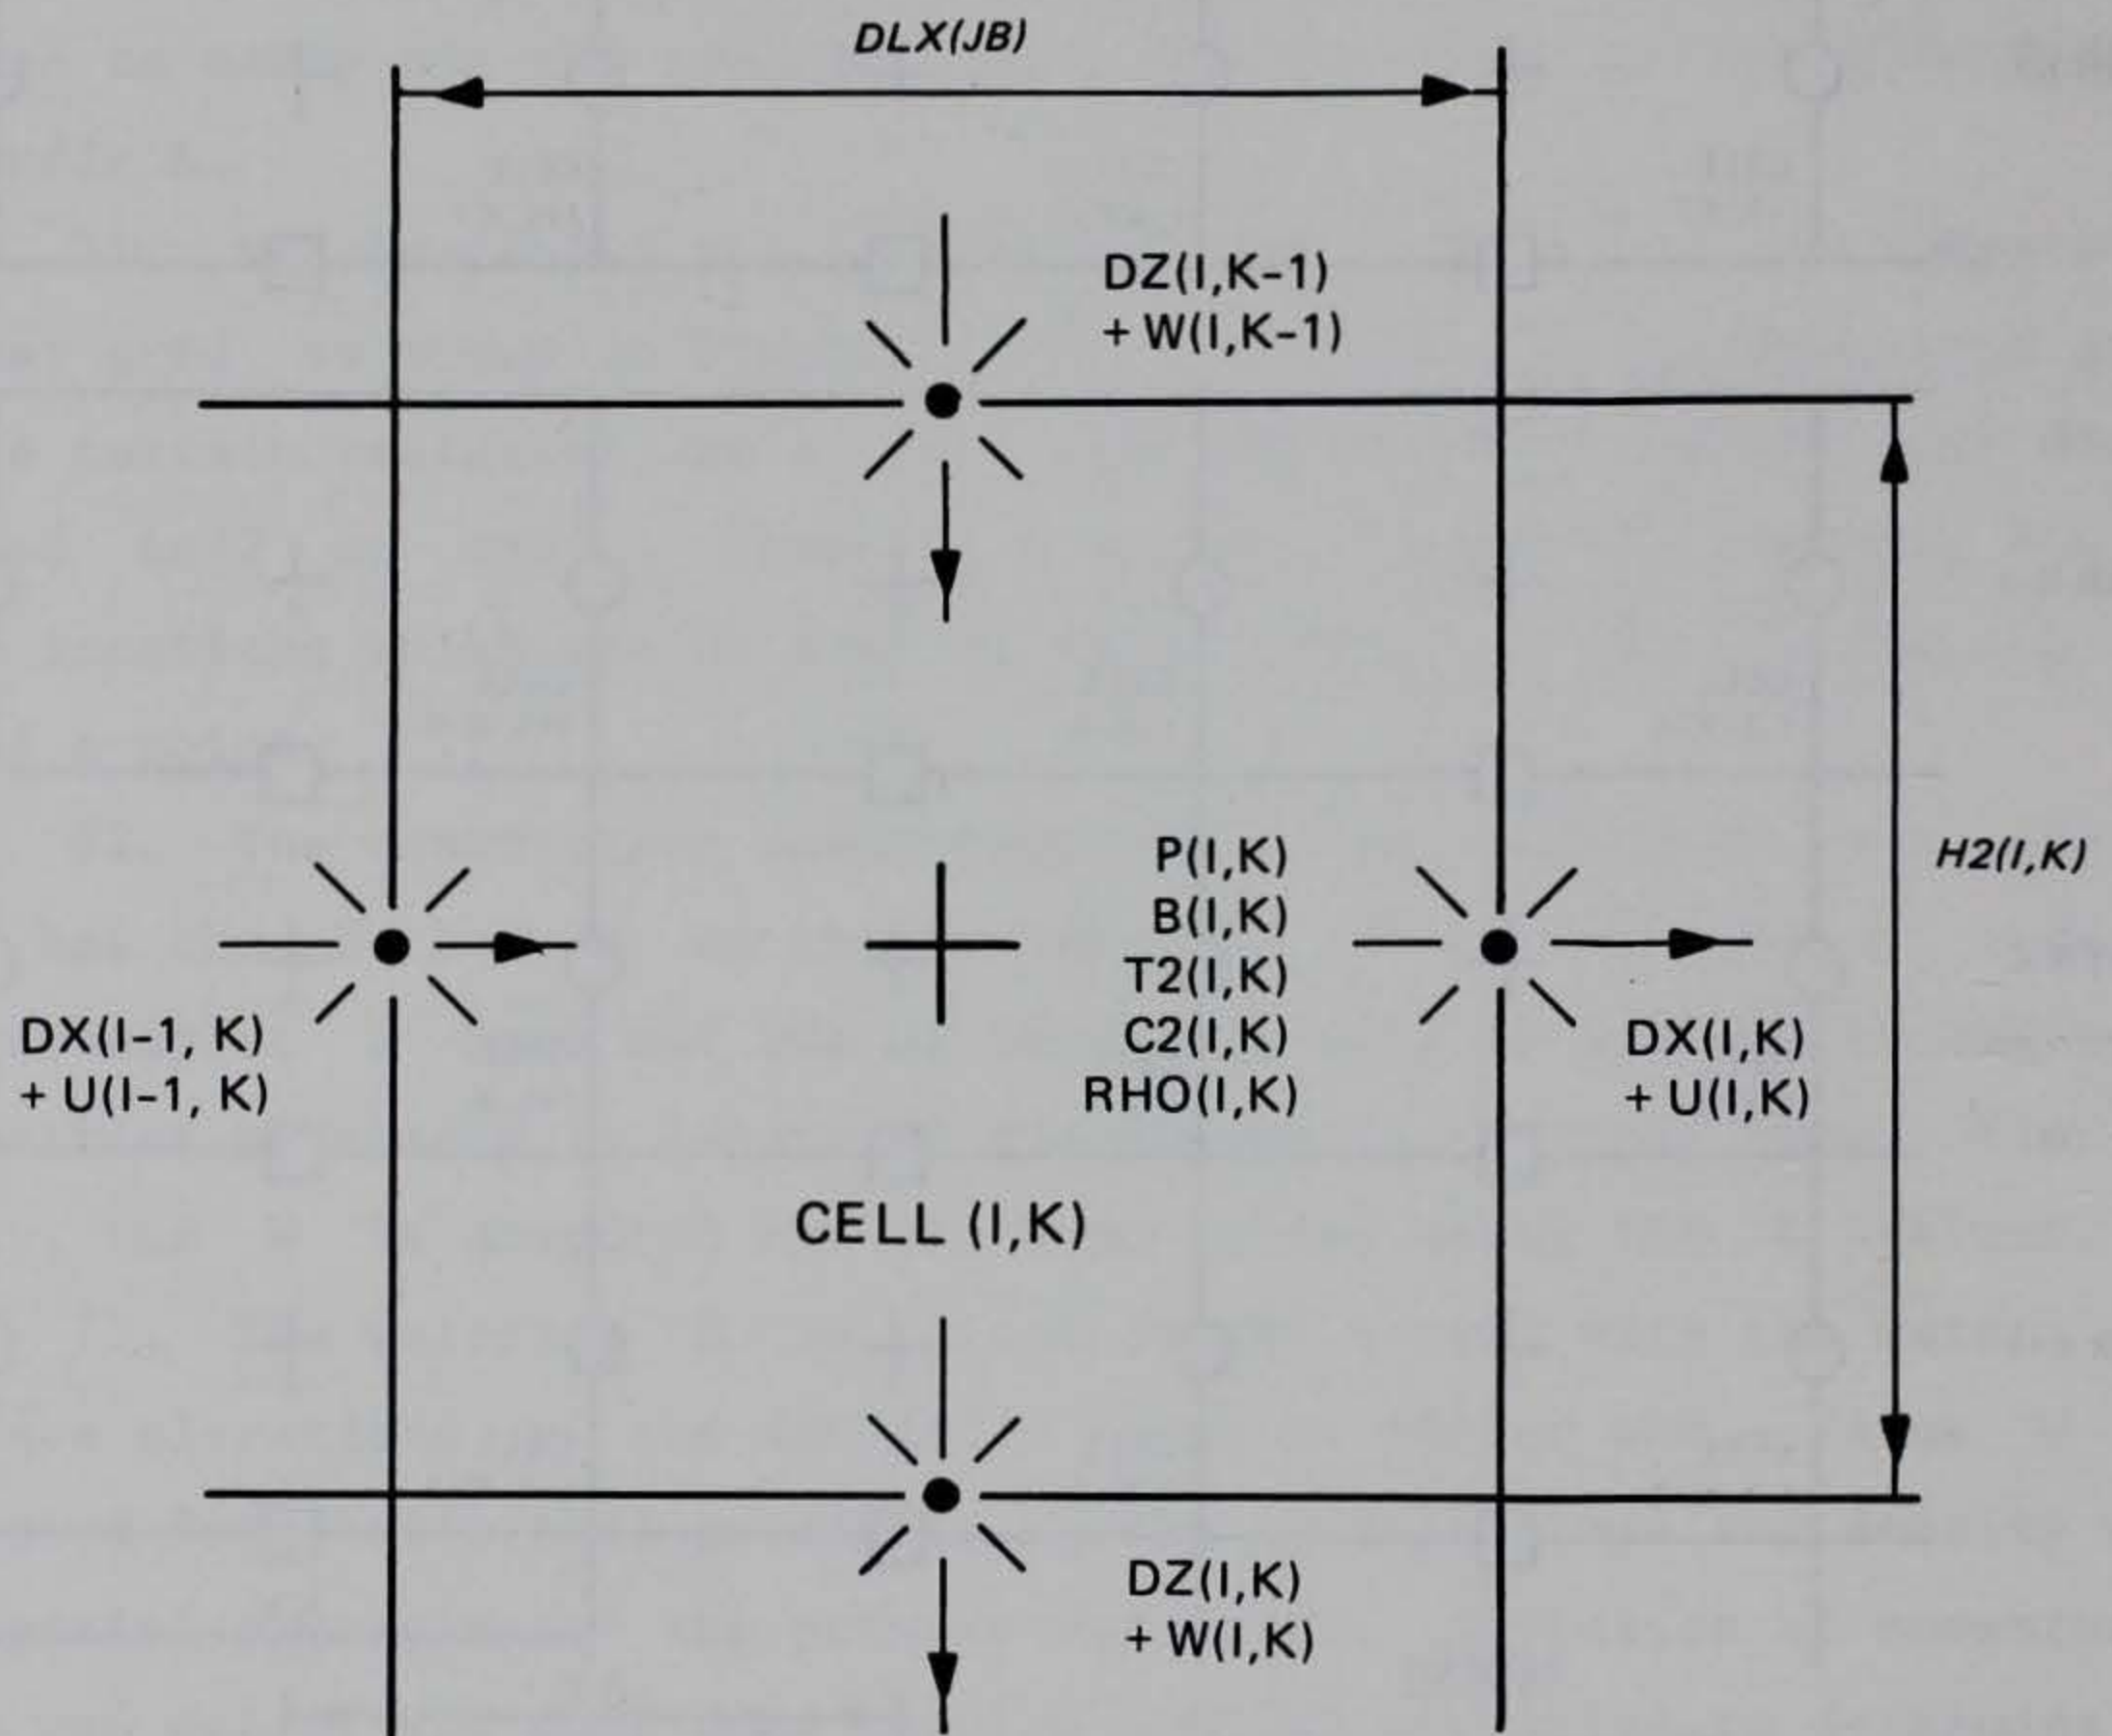 DLX(JB)
DZ(I,K-1)
+ W(I,K-1)
P(I,K)
B(I,K)
T2(I,K)
C2(I,K)
RHO(I,K)
H2(I,K)
DX(I-1, K)
+ U(I-1, K)
DX(I,K)
+ U(I,K)
CELL (I,K)
DZ(I,K)
+ W(I,K)